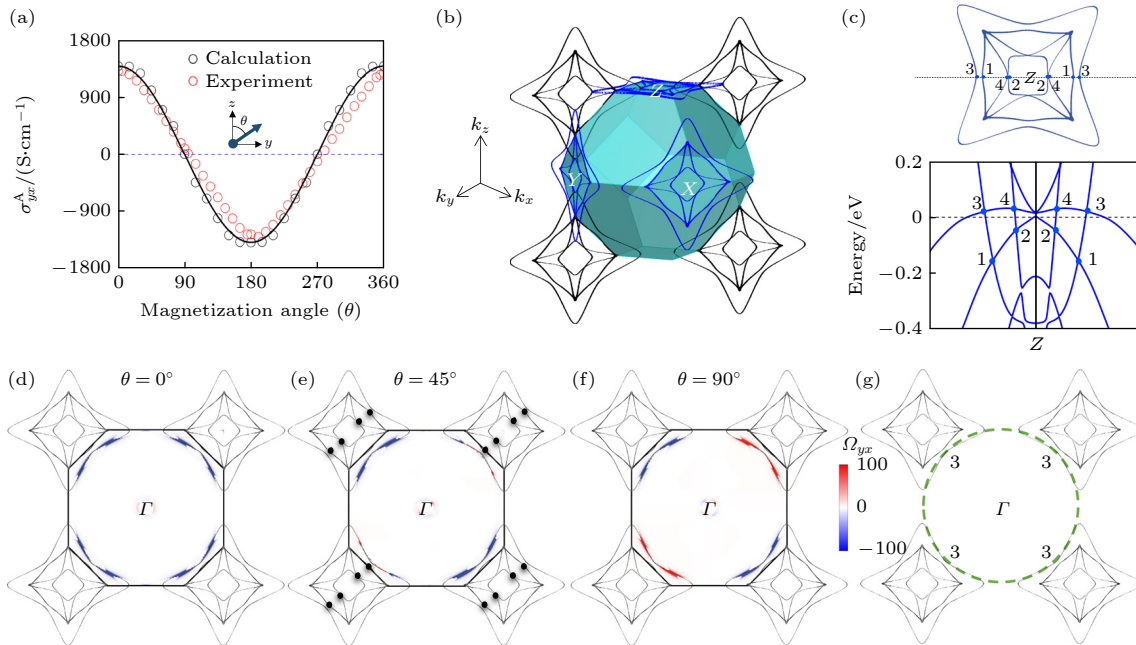 (a)
1800
900
0
−900
−1800
σ^A_yx/(S·cm^−1)
Calculation
Experiment
z
θ
y
0 90 180 270 360
Magnetization angle (θ)
(b)
Z
Y
X
k_z
k_y
k_x
(c)
3 1 Z 1 3
4 2 2 4
0.2
0
−0.2
−0.4
Energy/eV
3 4 4 3
2 2
1 1
Z
(d) θ = 0°
Γ
(e) θ = 45°
Γ
(f) θ = 90°
Γ
Ω_yx
100
0
−100
(g)
3 3
Γ
3 3